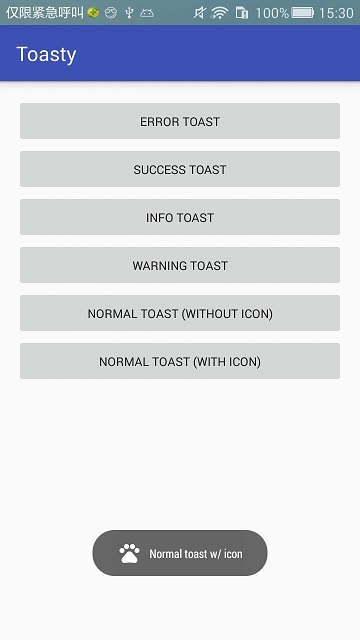 仅限紧急呼叫 100% 15:30
Toasty
ERROR TOAST
SUCCESS TOAST
INFO TOAST
WARNING TOAST
NORMAL TOAST (WITHOUT ICON)
NORMAL TOAST (WITH ICON)
Normal toast w/ icon